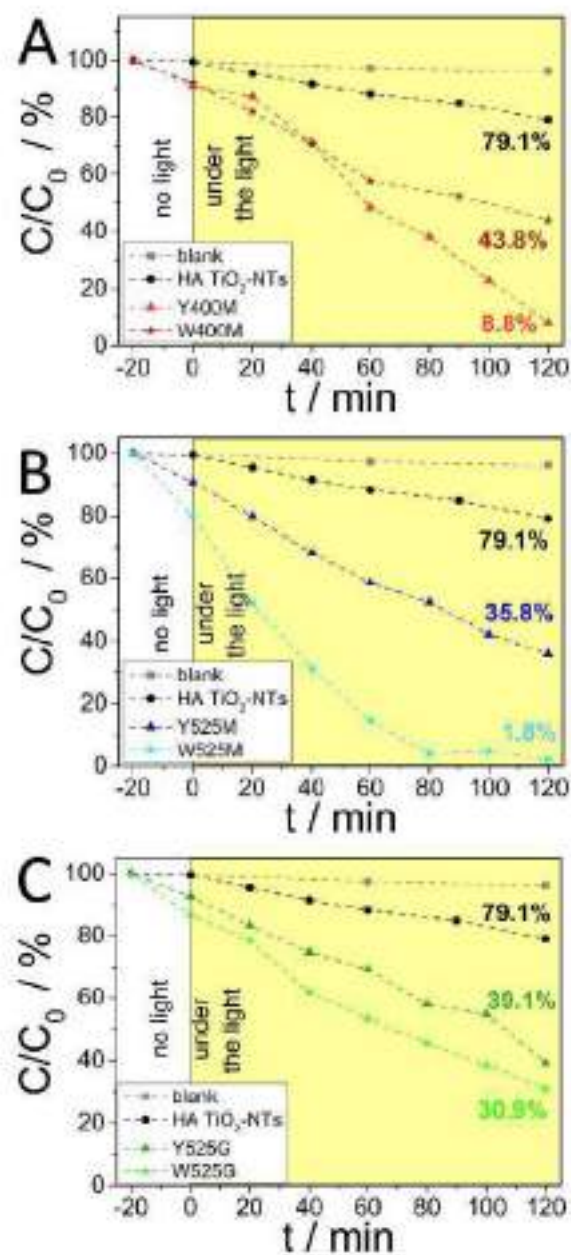 A
C/C0 / %
100
80
60
40
20
0
no light
under
the light
79.1%
43.8%
8.8%
blank
HA TiO2-NTs
Y400M
W400M
-20 0 20 40 60 80 100 120
t / min
B
C/C0 / %
100
80
60
40
20
0
no light
under
the light
79.1%
35.8%
1.8%
blank
HA TiO2-NTs
Y525M
W525M
-20 0 20 40 60 80 100 120
t / min
C
C/C0 / %
100
80
60
40
20
0
no light
under
the light
79.1%
39.1%
30.9%
blank
HA TiO2-NTs
Y525G
W525G
-20 0 20 40 60 80 100 120
t / min